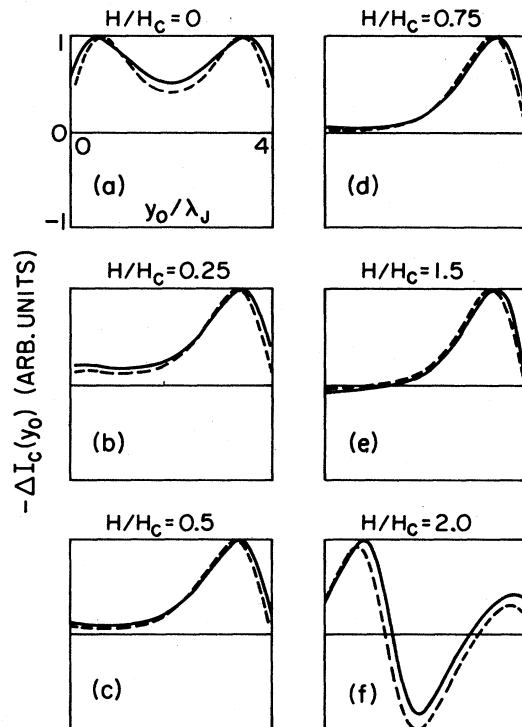 H/Hc=0
1
0
-1
0
4
(a)
y₀/λJ
H/Hc=0.75
(d)
-ΔIc(y₀) (ARB. UNITS)
H/Hc=0.25
(b)
H/Hc=1.5
(e)
H/Hc=0.5
(c)
H/Hc=2.0
(f)